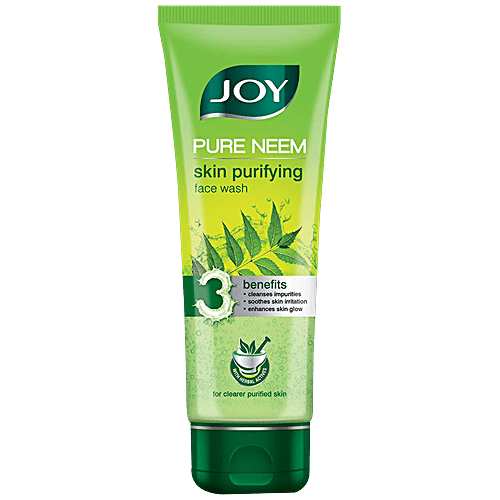 JOY
PURE NEEM
skin purifying
face wash
3 benefits
• cleanses impurities
• soothes skin irritation
• enhances skin glow
WITH HERBAL ACTIVES
for clearer purified skin